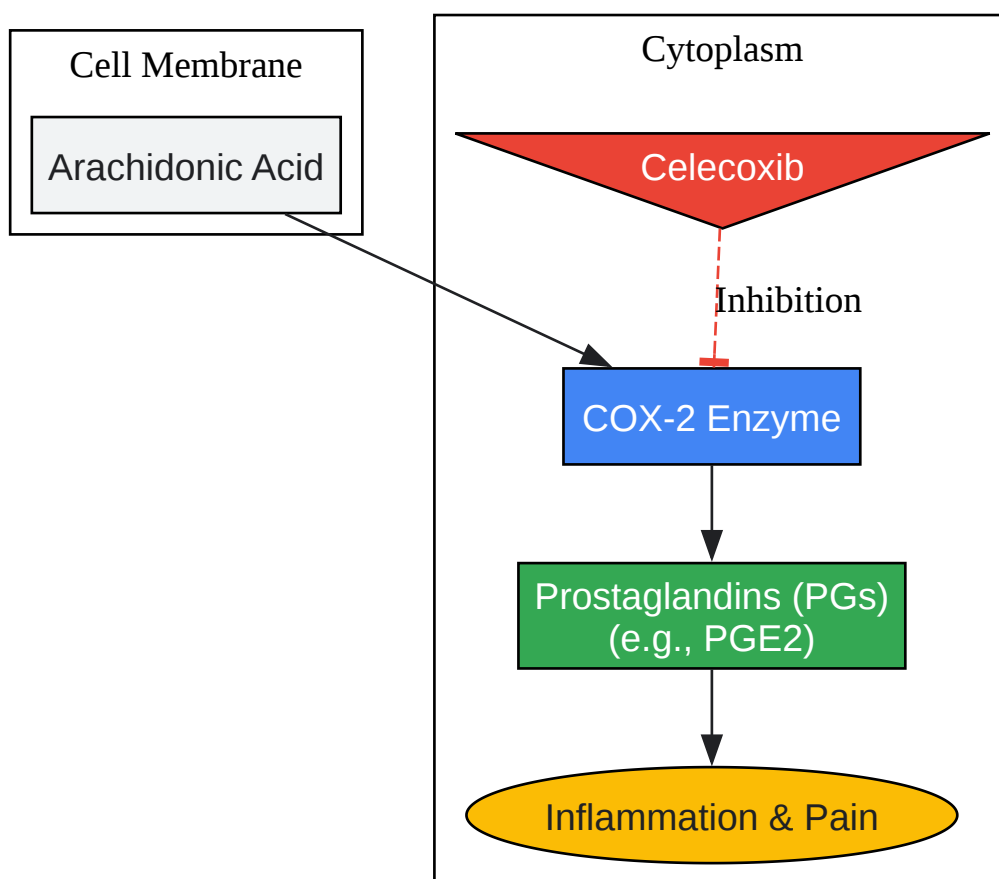 Cell Membrane
Arachidonic Acid
Cytoplasm
Celecoxib
Inhibition
COX-2 Enzyme
Prostaglandins (PGs)
(e.g., PGE2)
Inflammation & Pain